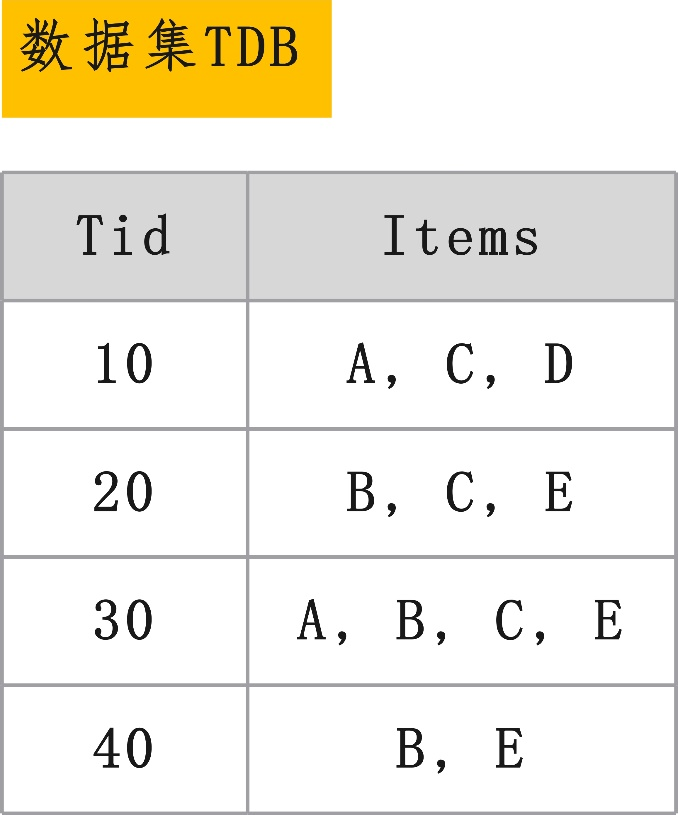 数据集TDB
Tid Items
10 A, C, D
20 B, C, E
30 A, B, C, E
40 B, E